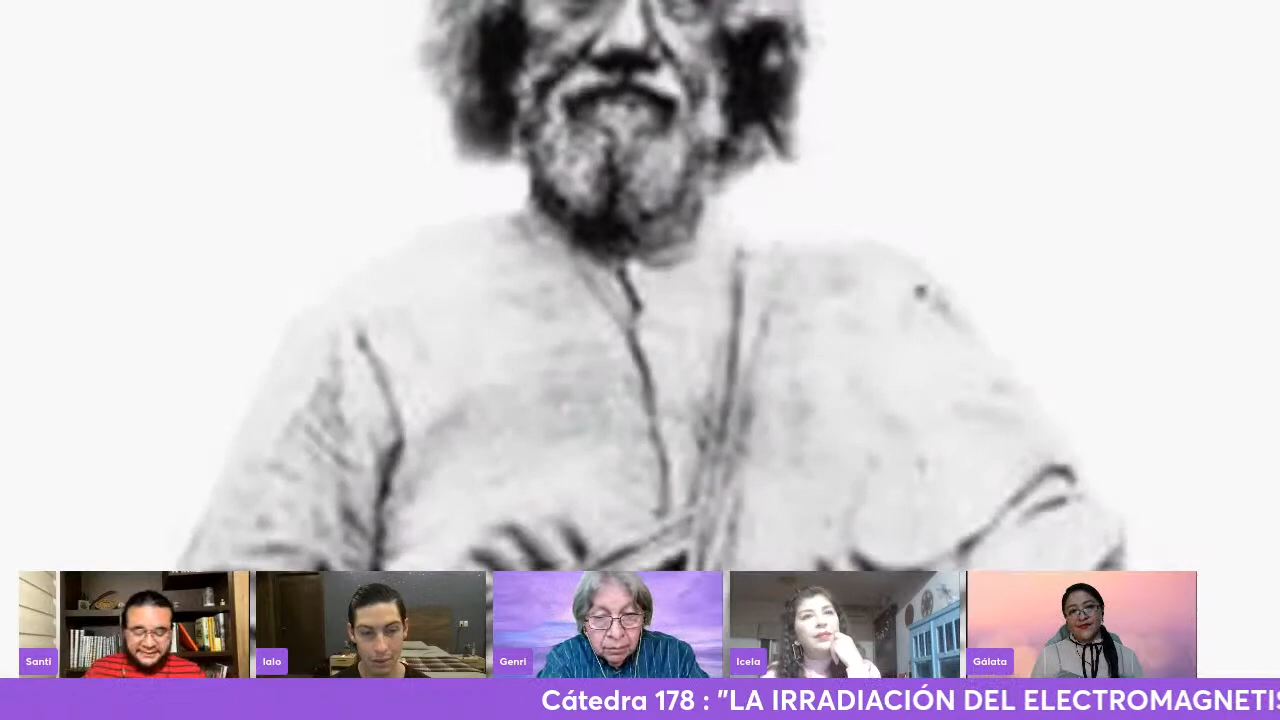 Santi
lalo
Genri
Icela
Gálata
Cátedra 178 : "LA IRRADIACIÓN DEL ELECTROMAGNETIS